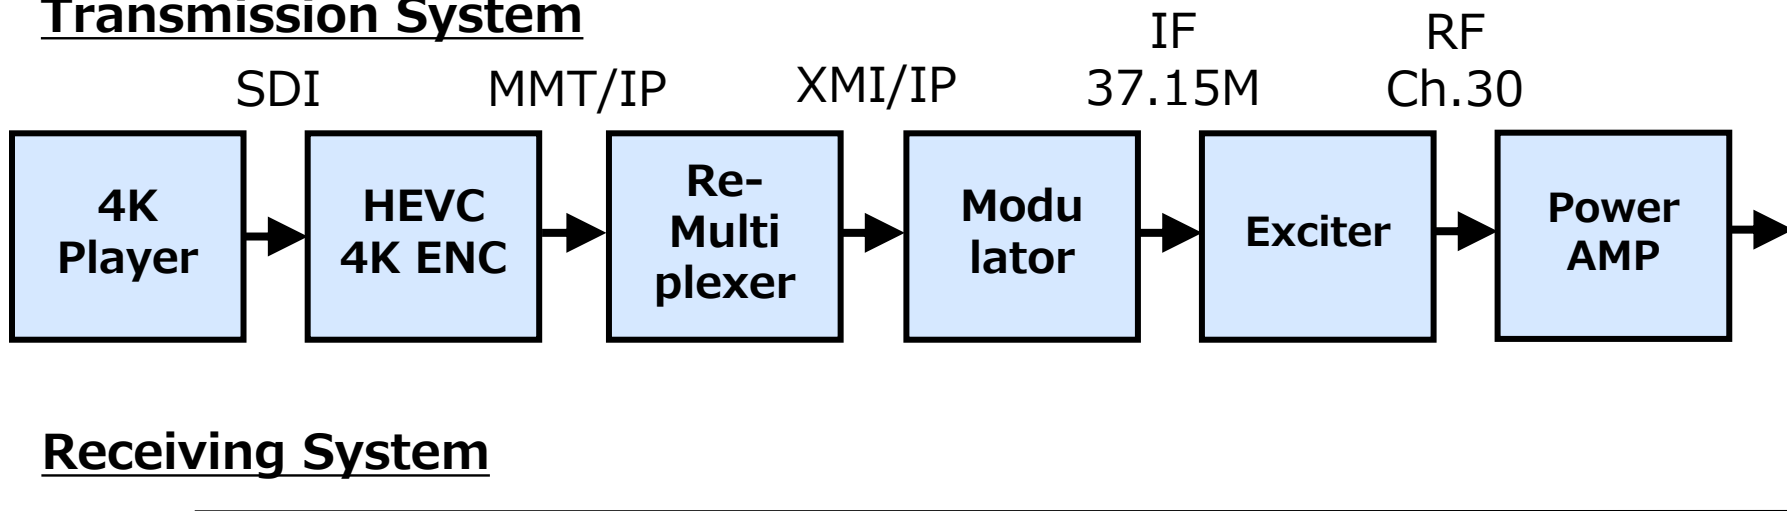 Transmission System
IF
RF
SDI
MMT/IP
XMI/IP
37.15M
Ch.30
4K
Player
HEVC
4K ENC
Re-
Multi
plexer
Modu
lator
Exciter
Power
AMP
Receiving System